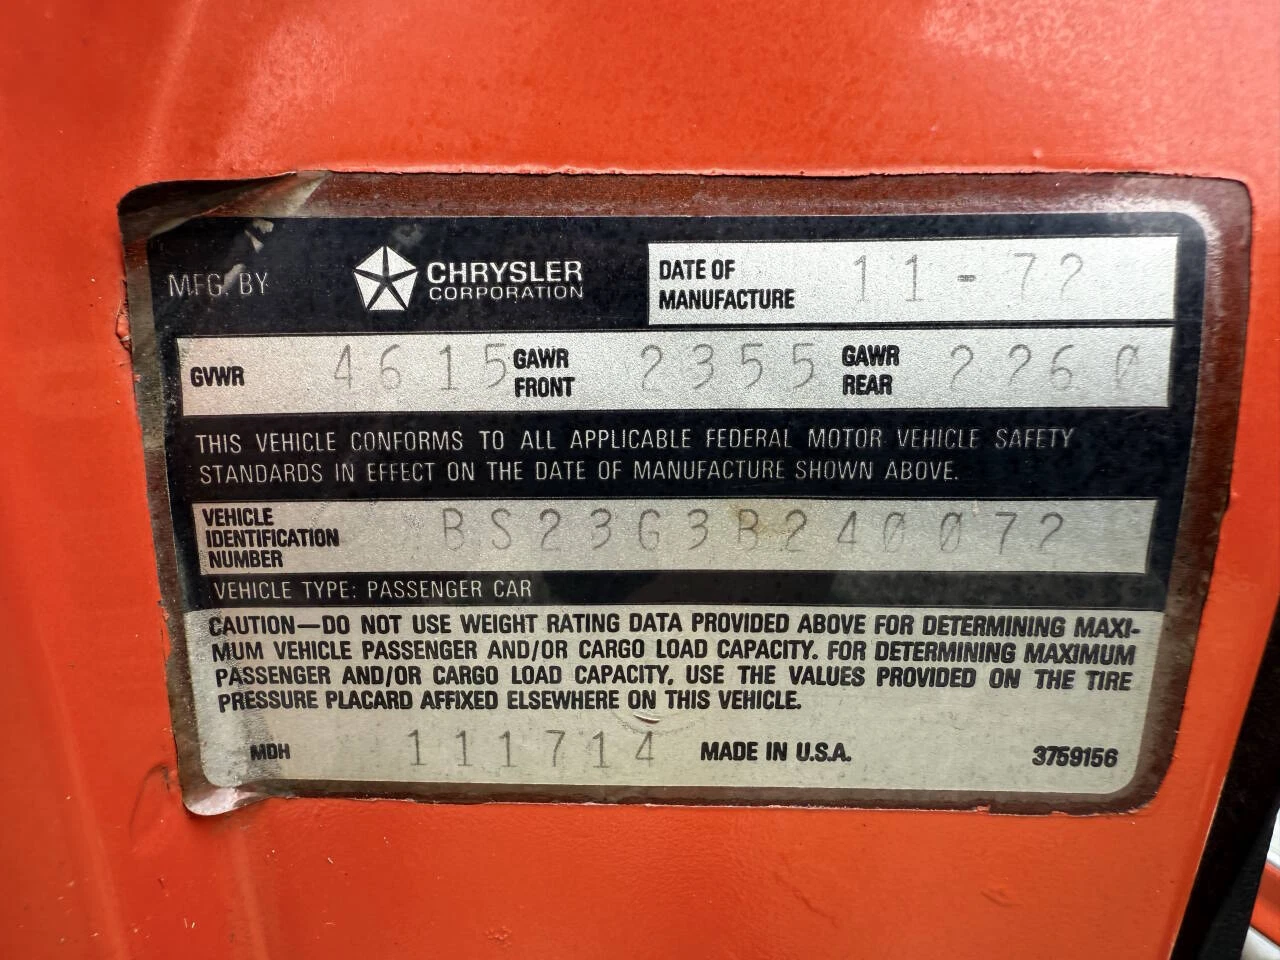 MFG. BY CHRYSLER CORPORATION
DATE OF MANUFACTURE 11-72
GVWR 4615 GAWR FRONT 2355 GAWR REAR 2260
THIS VEHICLE CONFORMS TO ALL APPLICABLE FEDERAL MOTOR VEHICLE SAFETY
STANDARDS IN EFFECT ON THE DATE OF MANUFACTURE SHOWN ABOVE.
VEHICLE IDENTIFICATION NUMBER BS23G3B240072
VEHICLE TYPE: PASSENGER CAR
CAUTION—DO NOT USE WEIGHT RATING DATA PROVIDED ABOVE FOR DETERMINING MAXI-
MUM VEHICLE PASSENGER AND/OR CARGO LOAD CAPACITY. FOR DETERMINING MAXIMUM
PASSENGER AND/OR CARGO LOAD CAPACITY, USE THE VALUES PROVIDED ON THE TIRE
PRESSURE PLACARD AFFIXED ELSEWHERE ON THIS VEHICLE.
MDH 111714 MADE IN U.S.A. 3759156